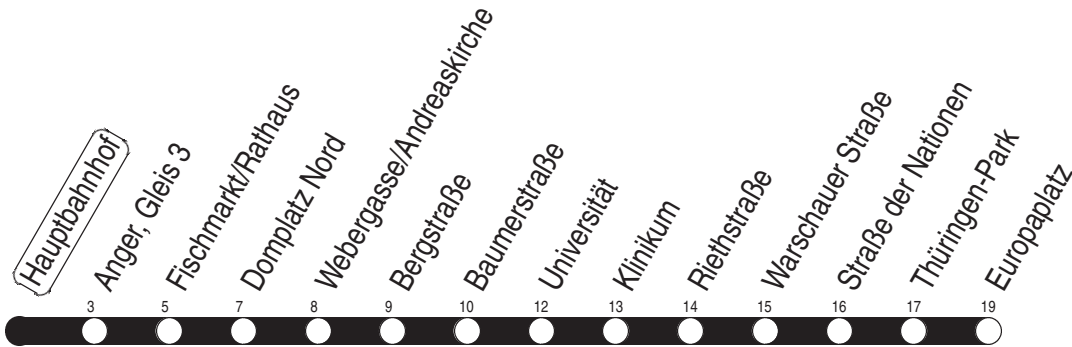 Hauptbahnhof
Anger, Gleis 3
Fischmarkt/Rathaus
Domplatz Nord
Webergasse/Andreaskirche
Bergstraße
Baumerstraße
Universität
Klinikum
Riethstraße
Warschauer Straße
Straße der Nationen
Thüringen-Park
Europaplatz
3 5 7 8 9 10 12 13 14 15 16 17 19